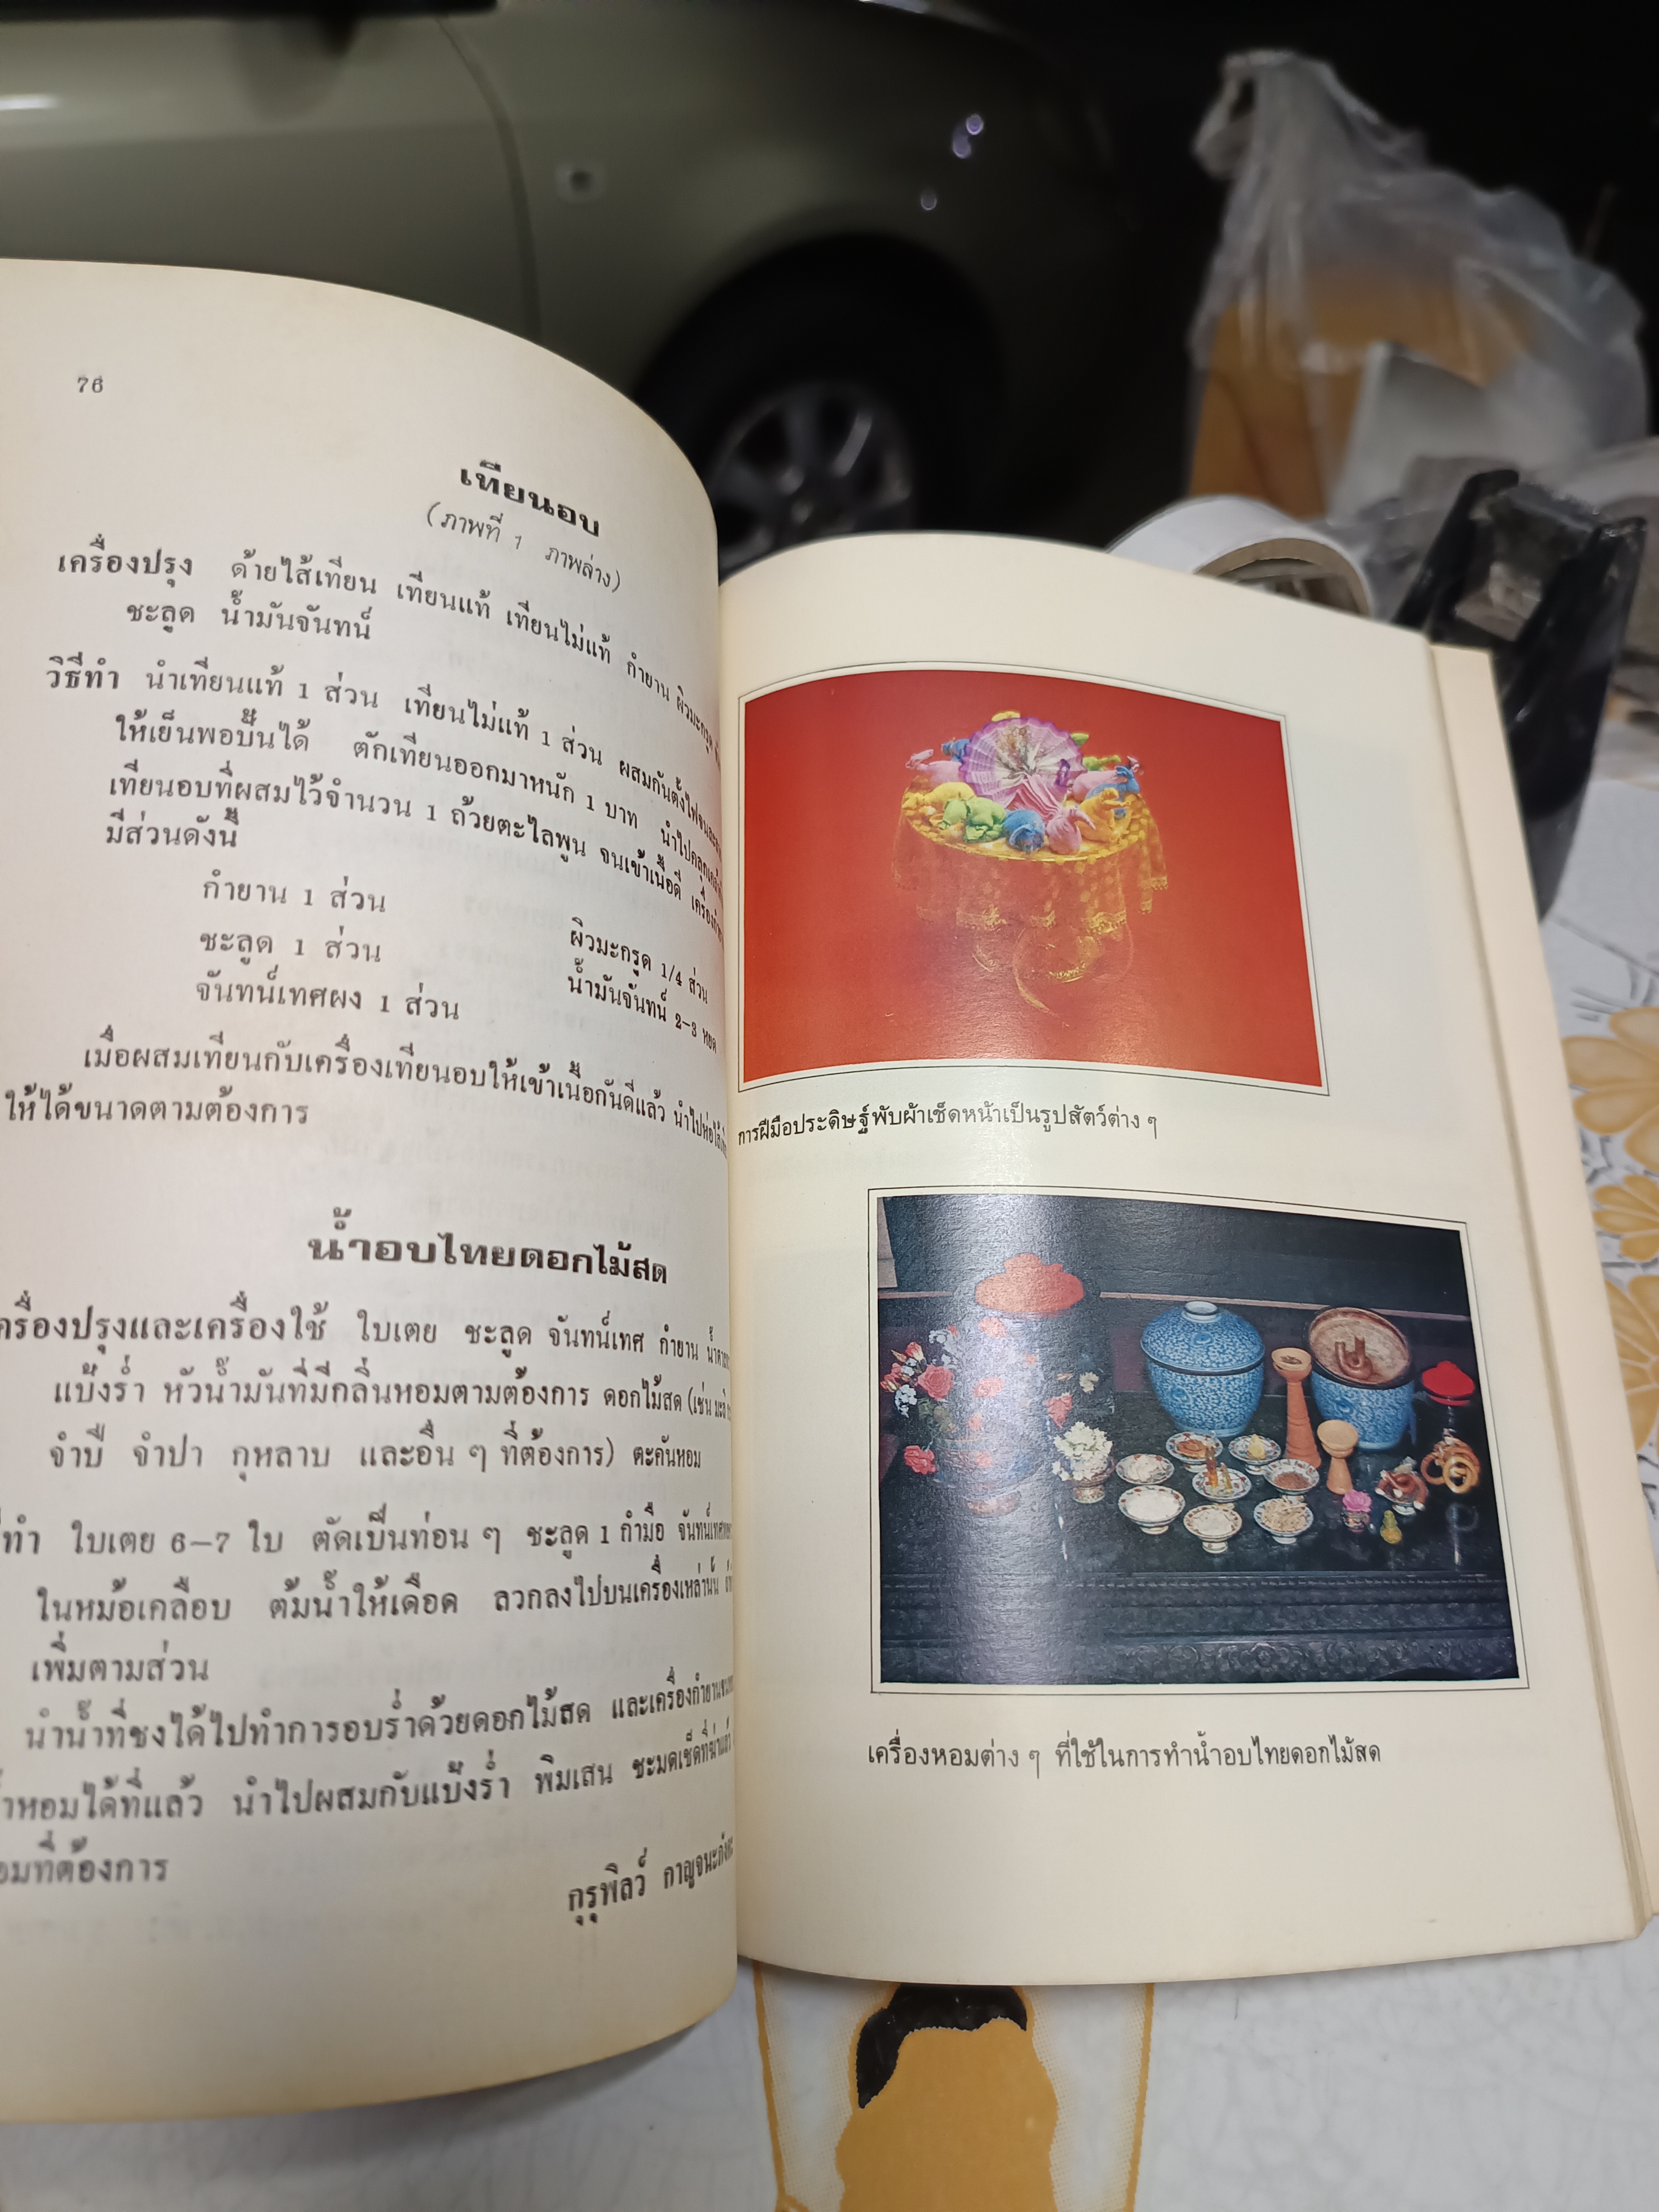 76
เทียนอบ
(ภาพที่ 1 ภาพล่าง)
เครื่องปรุง ด้ายไส้เทียน เทียนแท้ เทียนไม่แท้ กำยาน ผิวมะกรูด
ชะลูด น้ำมันจันทน์
วิธีทำ นำเทียนแท้ 1 ส่วน เทียนไม่แท้ 1 ส่วน ผสมกันตั้งไฟจน
ให้เย็นพอปั้นได้ ตักเทียนออกมาหนัก 1 บาท นำไปคลุก
เทียนอบที่ผสมไว้จำนวน 1 ถ้วยตะไลพูน จนเข้าเนื้อดี
มีส่วนดังนี้
กำยาน 1 ส่วน
ผิวมะกรูด 1/4 ส่วน
ชะลูด 1 ส่วน
น้ำมันจันทน์ 2-3 หยด
จันทน์เทศผง 1 ส่วน
เมื่อผสมเทียนกับเครื่องเทียนอบให้เข้าเนื้อกันดีแล้ว
ให้ได้ขนาดตามต้องการ
น้ำอบไทยดอกไม้สด
ครื่องปรุงและเครื่องใช้ ใบเตย ชะลูด จันทน์เทศ กำยาน
แป้งร่ำ หัวน้ำมันที่มีกลิ่นหอมตามต้องการ ดอกไม้สด (เช่น
จำปี จำปา กุหลาบ และอื่น ๆ ที่ต้องการ) ตะคันหอม
ทำ ใบเตย 6-7 ใบ ตัดเป็นท่อน ๆ ชะลูด 1 กำมือ
ในหม้อเคลือบ ต้มน้ำให้เดือด ลวกลงไปบนเครื่องเหล่านั้น
เพิ่มตามส่วน
นำน้ำที่ชงได้ไปทำการอบร่ำด้วยดอกไม้สด
หอมได้ที่แล้ว นำไปผสมกับแป้งร่ำ พิมเสน ชะมดเช็ดที่ฆ่าแล้ว
อมที่ต้องการ
กุรุพิลว์
การฝีมือประดิษฐ์พับผ้าเช็ดหน้าเป็นรูปสัตว์ต่าง ๆ
เครื่องหอมต่าง ๆ ที่ใช้ในการทำน้ำอบไทยดอกไม้สด